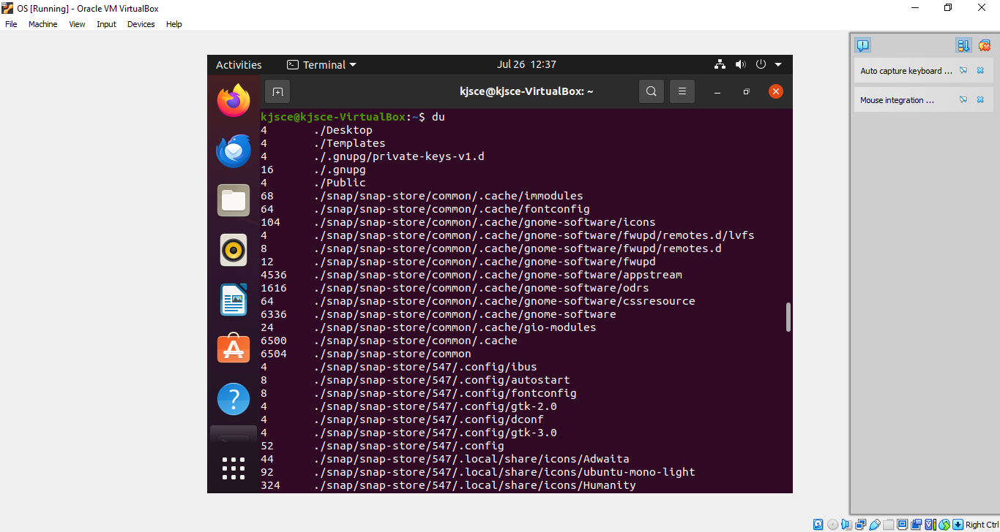 OS [Running] - Oracle VM VirtualBox
File Machine View Input Devices Help
Activities Terminal Jul 26 12:37
kjsce@kjsce-VirtualBox: ~
kjsce@kjsce-VirtualBox:~$ du
4 ./Desktop
4 ./Templates
4 ./.gnupg/private-keys-v1.d
16 ./.gnupg
4 ./Public
68 ./snap/snap-store/common/.cache/immodules
64 ./snap/snap-store/common/.cache/fontconfig
104 ./snap/snap-store/common/.cache/gnome-software/icons
4 ./snap/snap-store/common/.cache/gnome-software/fwupd/remotes.d/lvfs
8 ./snap/snap-store/common/.cache/gnome-software/fwupd/remotes.d
12 ./snap/snap-store/common/.cache/gnome-software/fwupd
4536 ./snap/snap-store/common/.cache/gnome-software/appstream
1616 ./snap/snap-store/common/.cache/gnome-software/odrs
64 ./snap/snap-store/common/.cache/gnome-software/cssresource
6336 ./snap/snap-store/common/.cache/gnome-software
24 ./snap/snap-store/common/.cache/gio-modules
6500 ./snap/snap-store/common/.cache
6504 ./snap/snap-store/common
4 ./snap/snap-store/547/.config/ibus
8 ./snap/snap-store/547/.config/autostart
8 ./snap/snap-store/547/.config/fontconfig
4 ./snap/snap-store/547/.config/gtk-2.0
4 ./snap/snap-store/547/.config/dconf
4 ./snap/snap-store/547/.config/gtk-3.0
52 ./snap/snap-store/547/.config
44 ./snap/snap-store/547/.local/share/icons/Adwaita
92 ./snap/snap-store/547/.local/share/icons/ubuntu-mono-light
324 ./snap/snap-store/547/.local/share/icons/Humanity
Auto capture keyboard ...
Mouse integration ...
Right Ctrl